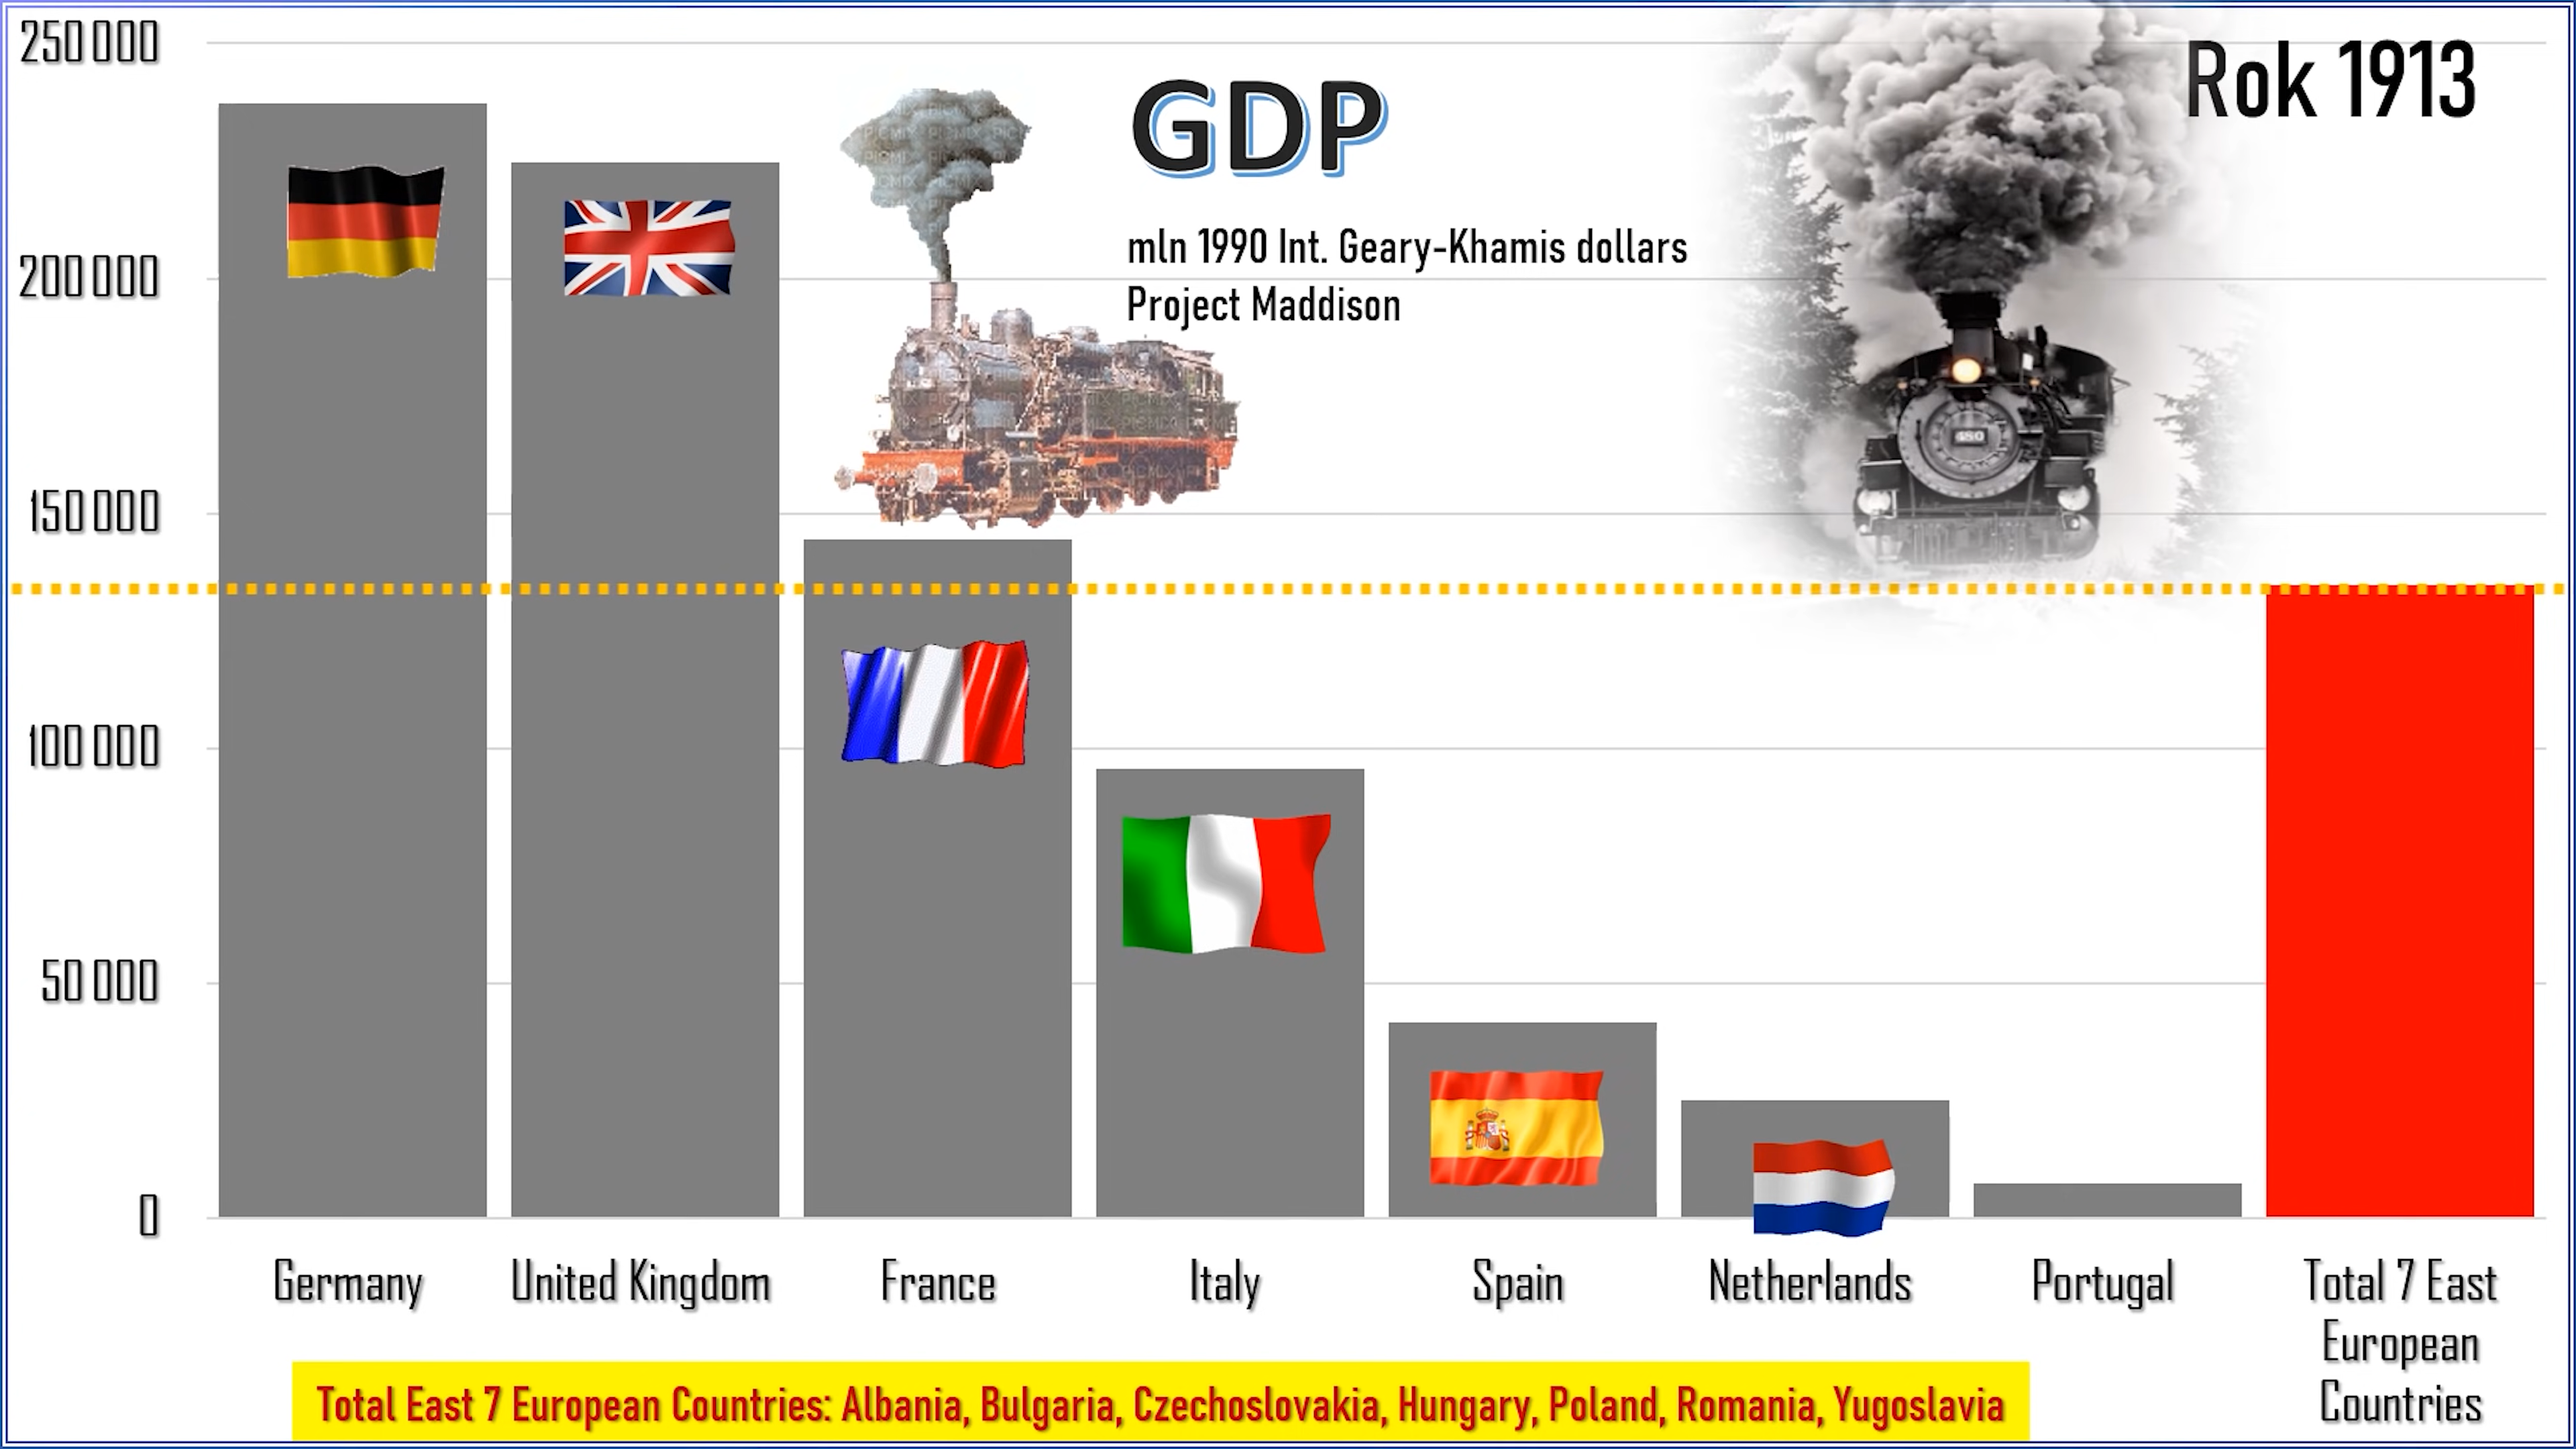 250 000
Rok 1913
GDP
mln 1990 Int. Geary-Khamis dollars
200 000
Project Maddison
480
150 000
100 000
50 000
0
Germany United Kingdom France Italy Spain Netherlands Portugal Total 7 East
European
Countries
Total East 7 European Countries: Albania, Bulgaria, Czechoslovakia, Hungary, Poland, Romania, Yugoslavia